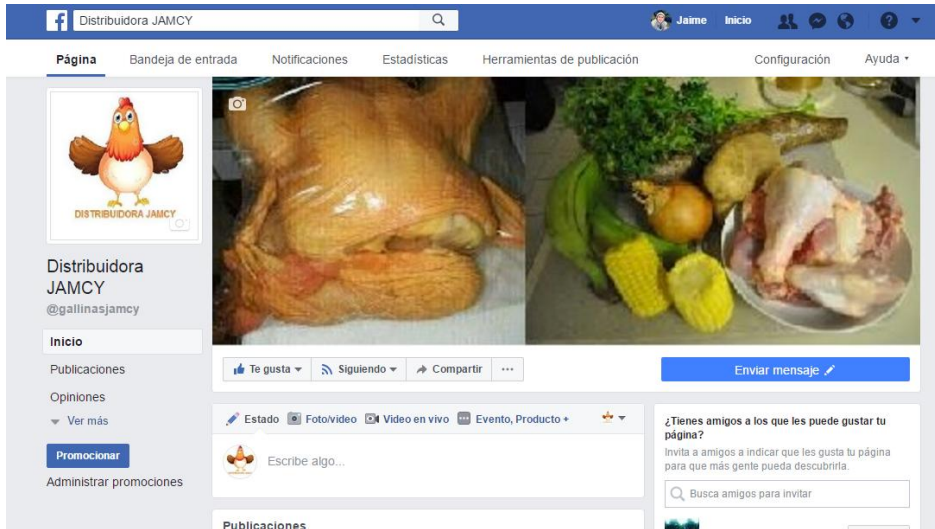 Distribuidora JAMCY
Jaime Inicio
Página Bandeja de entrada Notificaciones Estadísticas Herramientas de publicación Configuración Ayuda
DISTRIBUIDORA JAMCY
Distribuidora
JAMCY
@gallinasjamcy
Inicio
Publicaciones
Opiniones
Ver más
Promocionar
Administrar promociones
Te gusta Siguiendo Compartir ...
Enviar mensaje
Estado Foto/video Video en vivo Evento, Producto +
Escribe algo...
Publicaciones
¿Tienes amigos a los que les puede gustar tu
página?
Invita a amigos a indicar que les gusta tu página
para que más gente pueda descubrirla.
Busca amigos para invitar